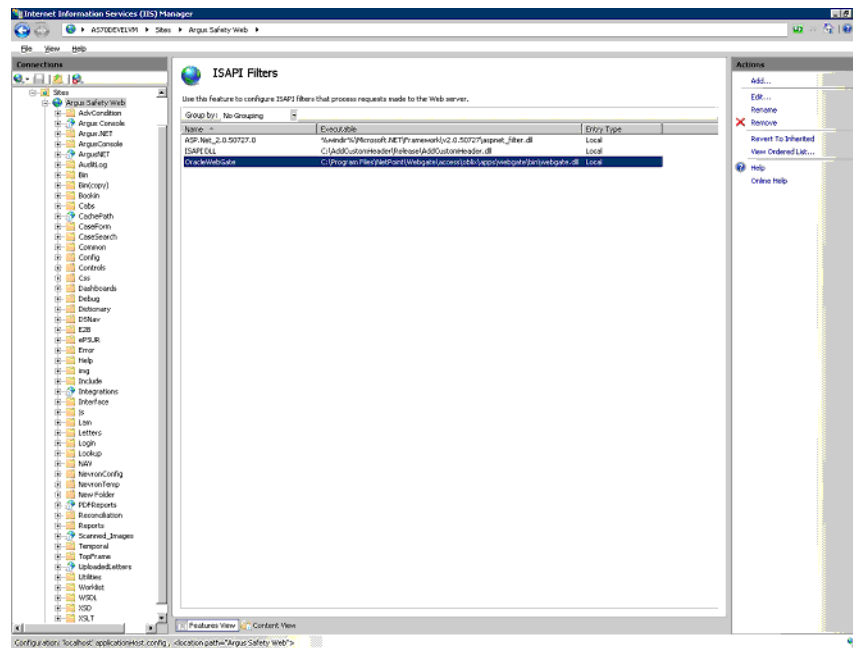 Internet Information Services (IIS) Manager
AS70DEVELVM Sites Argus Safety Web
File View Help
Connections
Sites
Argus Safety Web
AdvCondition
Argus Console
Argus.NET
ArgusConsole
ArgusNET
AuditLog
Bin
Bin(copy)
Bookin
Cabs
CachePath
CaseForm
CaseSearch
Common
Config
Controls
Css
Dashboards
Debug
Dictionary
DSNav
E2B
ePSUR
Error
Help
img
Include
Integrations
Interface
js
Lam
Letters
Login
Lookup
NAV
NevronConfig
NevronTemp
New Folder
PDFReports
Reconciliation
Reports
Scanned_Images
Temporal
TopFrame
UploadedLetters
Utilities
Worklist
WSDL
XSD
XSLT
ISAPI Filters
Use this feature to configure ISAPI filters that process requests made to the Web server.
Group by: No Grouping
Name Executable Entry Type
ASP.Net_2.0.50727.0 %windir%\Microsoft.NET\Framework\v2.0.50727\aspnet_filter.dll Local
ISAPI DLL C:\AddCustomHeader\Release\AddCustomHeader.dll Local
OracleWebGate C:\Program Files\NetPoint\Webgate\access\oblix\apps\webgate\bin\webgate.dll Local
Features View Content View
Actions
Add...
Edit...
Rename
Remove
Revert To Inherited
View Ordered List...
Help
Online Help
Configuration: 'localhost' applicationHost.config , <location path="Argus Safety Web">